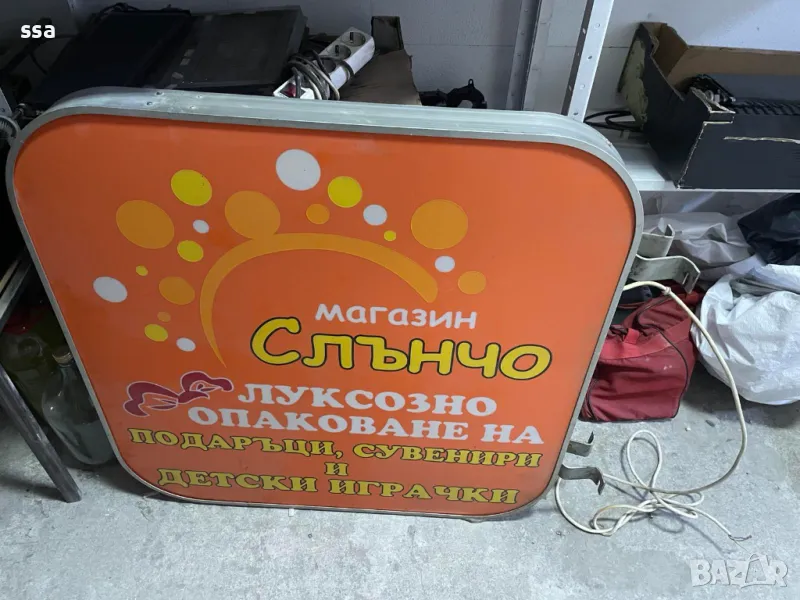 ssa
магазин
Слънчо
ЛУКСОЗНО
ОПАКОВАНЕ НА
ПОДАРЪЦИ, СУВЕНИРИ
И
ДЕТСКИ ИГРАЧКИ
BAZAR